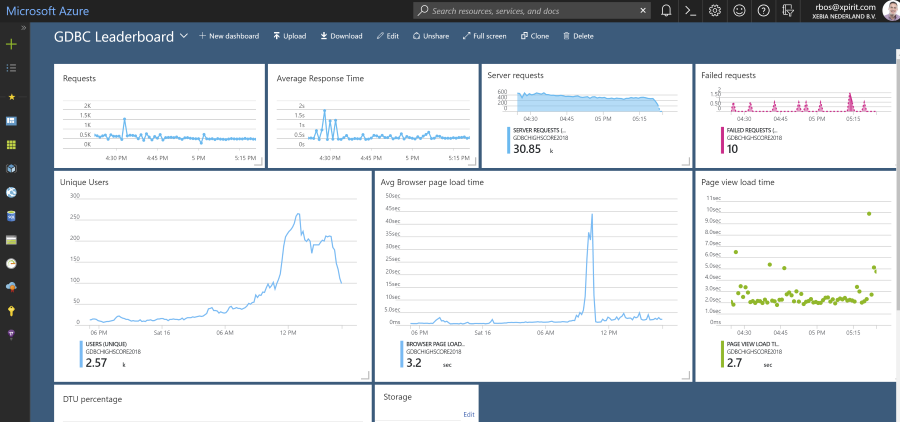 Microsoft Azure
Search resources, services, and docs
rbos@xpirit.com
XEBIA NEDERLAND B.V.
GDBC Leaderboard
New dashboard
Upload
Download
Edit
Unshare
Full screen
Clone
Delete
Requests
2K
1.5K
1K
0.5K
0K
4:30 PM 4:45 PM 5 PM 5:15 PM
Average Response Time
2s
1.5s
1s
0.5s
0s
4:30 PM 4:45 PM 5 PM 5:15 PM
Server requests
600
400
200
0
04:30 04:45 05 PM 05:15
SERVER REQUESTS (...
GDBCHIGHSCORE2018
30.85 k
Failed requests
2
1.50
1
0.50
0
04:30 04:45 05 PM 05:15
FAILED REQUESTS (...
GDBCHIGHSCORE2018
10
Unique Users
300
250
200
150
100
50
0
06 PM Sat 16 06 AM 12 PM
USERS (UNIQUE)
GDBCHIGHSCORE2018
2.57 k
Avg Browser page load time
50sec
45sec
40sec
35sec
30sec
25sec
20sec
15sec
10sec
5sec
0ms
06 PM Sat 16 06 AM 12 PM
BROWSER PAGE LOAD...
GDBCHIGHSCORE2018
3.2 sec
Page view load time
11sec
10sec
9.0sec
8.0sec
7.0sec
6.0sec
5.0sec
4.0sec
3.0sec
2.0sec
1.0sec
0ms
04:30 04:45 05 PM 05:15
PAGE VIEW LOAD TI...
GDBCHIGHSCORE2018
2.7 sec
DTU percentage
Storage
Edit